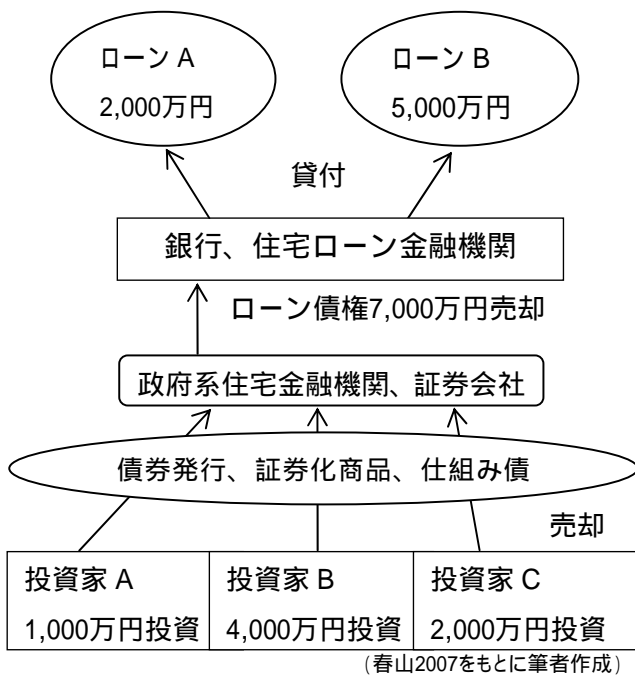 ローン A ローン B
2,000万円 5,000万円
貸付
銀行、住宅ローン金融機関
ローン債権7,000万円売却
政府系住宅金融機関、証券会社
債券発行、証券化商品、仕組み債
売却
投資家 A 投資家 B 投資家 C
1,000万円投資 4,000万円投資 2,000万円投資
(春山2007をもとに筆者作成)